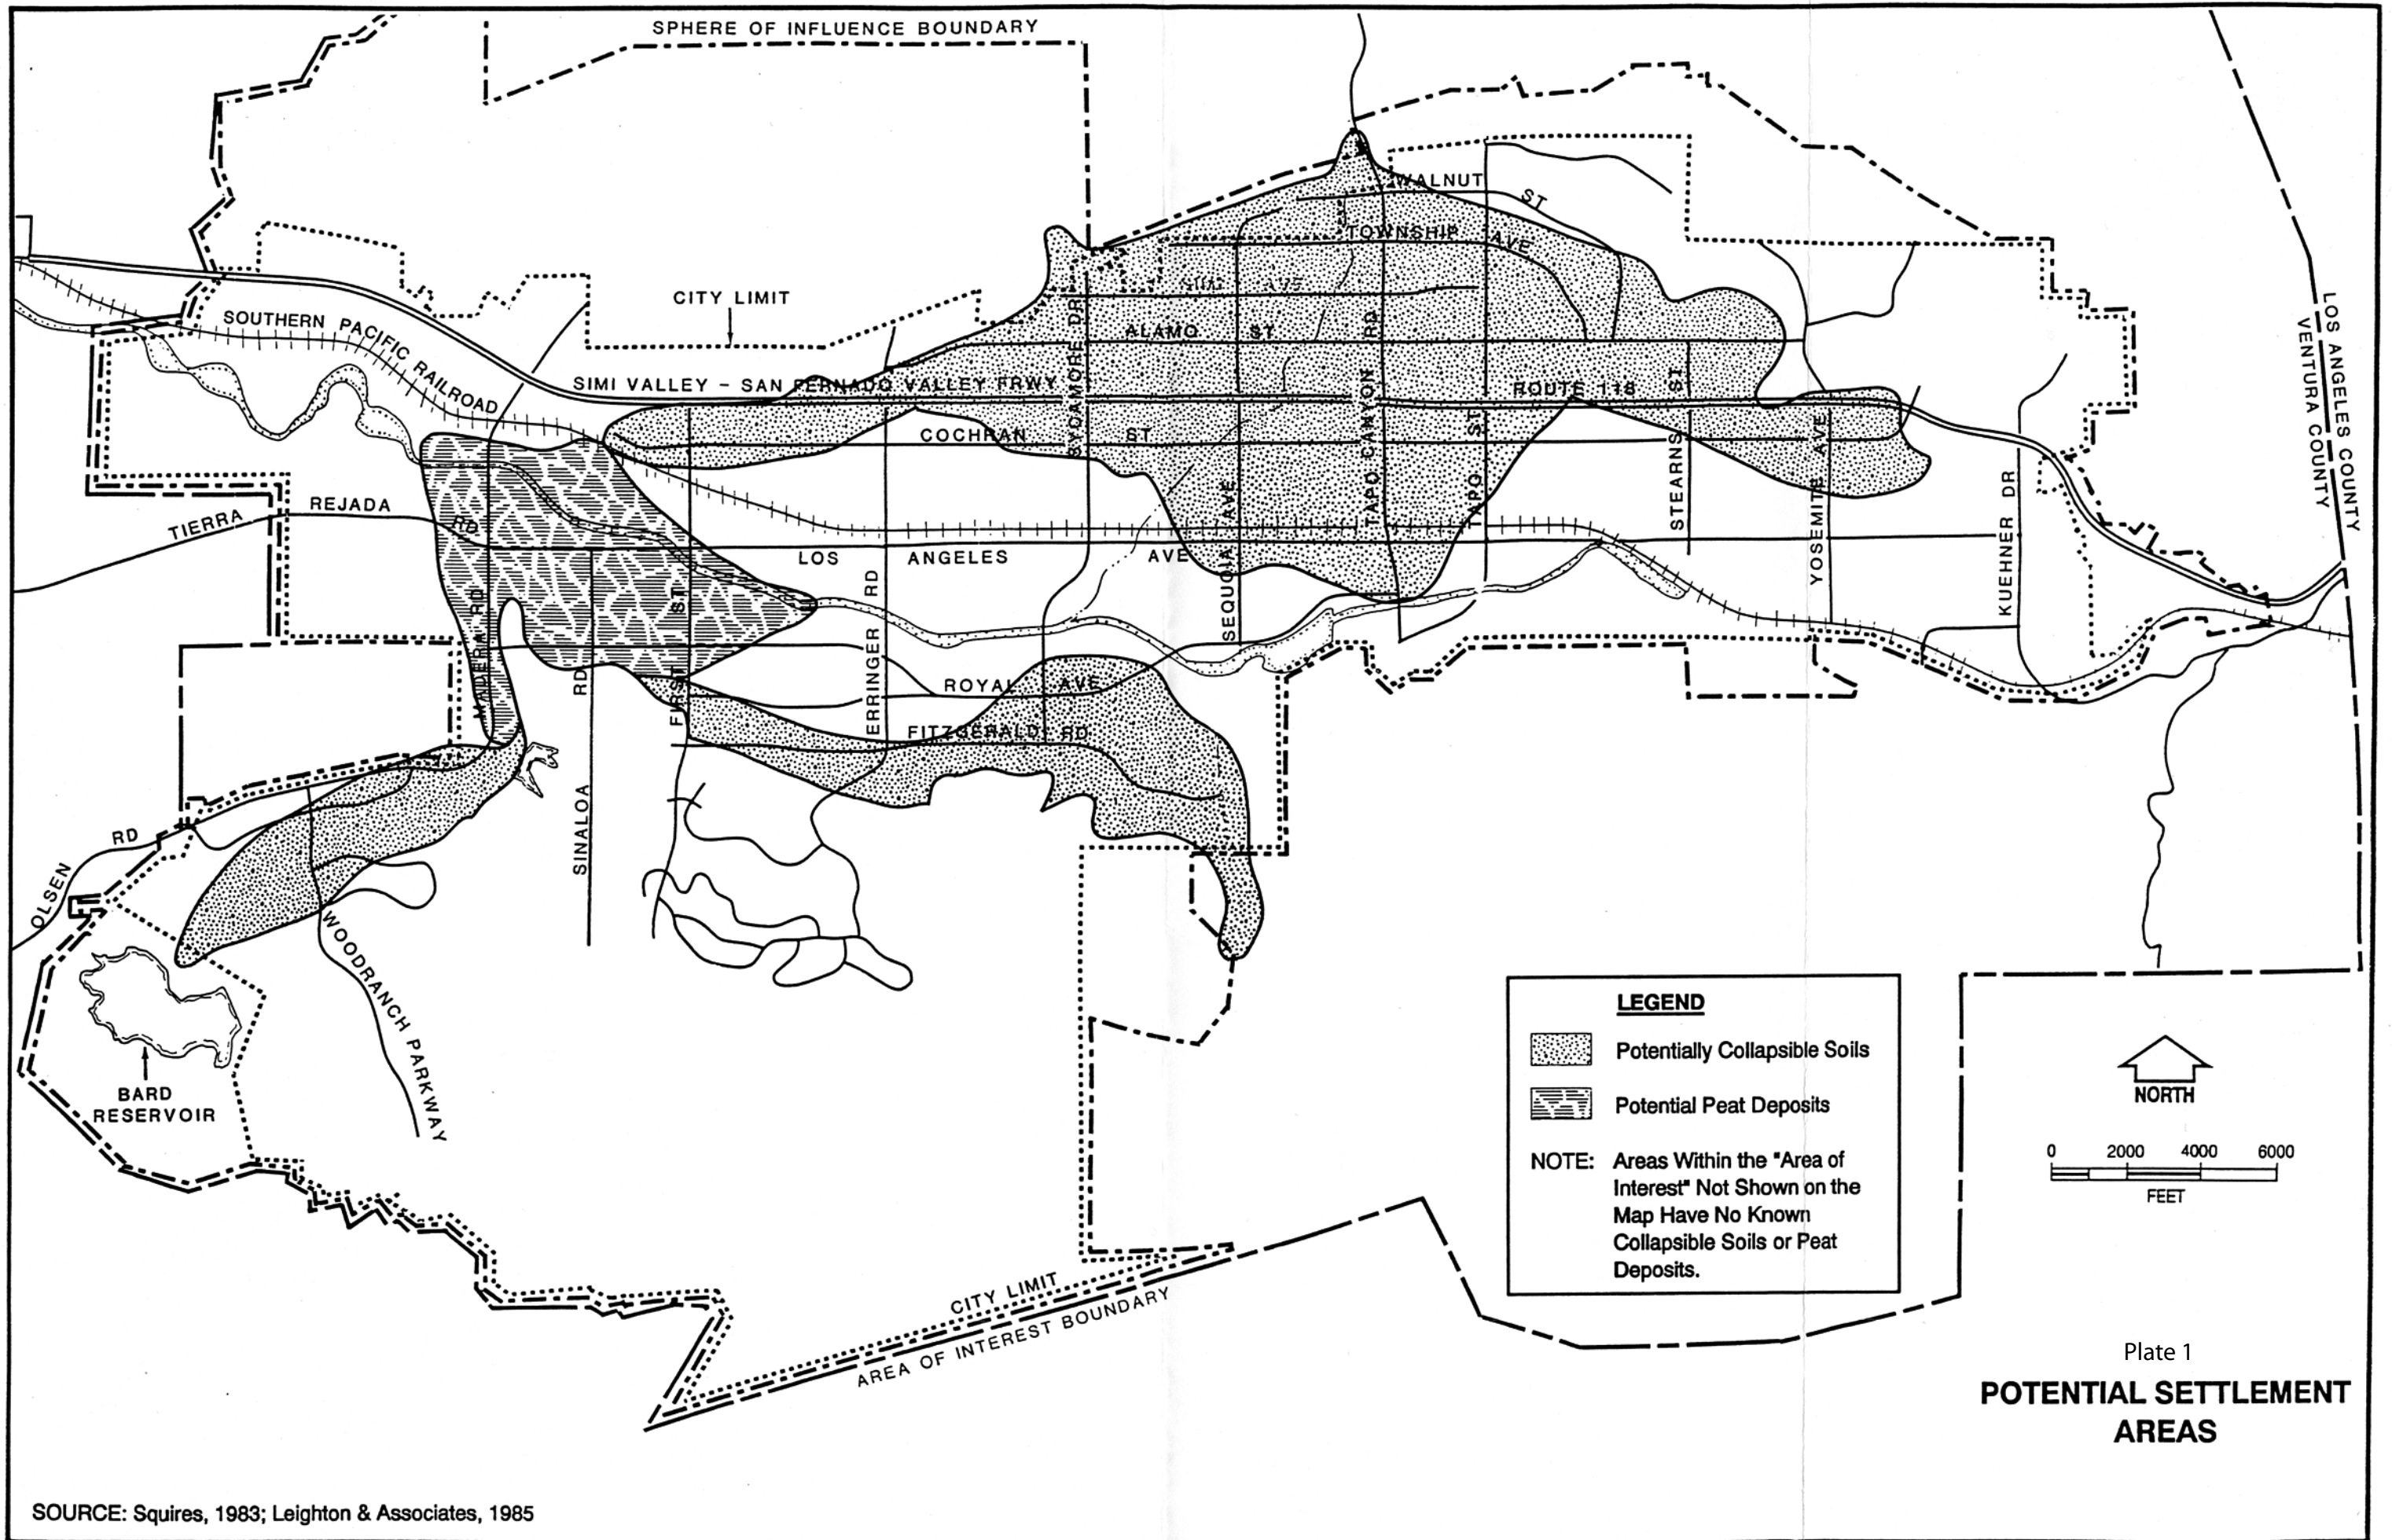 SPHERE OF INFLUENCE BOUNDARY
WALNUT
ST
TOWNSHIP AVE
CITY LIMIT
SOUTHERN PACIFIC RAILROAD
ALAMO ST
SYCAMORE DR
TAPO CANYON RD
SIMI VALLEY – SAN FERNADO VALLEY FRWY
ROUTE 118
COCHRAN ST
TAPO ST
STEARNS ST
YOSEMITE AVE
KUEHNER DR
LOS ANGELES COUNTY
VENTURA COUNTY
TIERRA REJADA RD
LOS ANGELES AVE
SEQUOIA AVE
MADERA RD
SINALOA RD
FIRST ST
ERRINGER RD
ROYAL AVE
FITZGERALD RD
OLSEN RD
WOODRANCH PARKWAY
BARD
RESERVOIR
CITY LIMIT
AREA OF INTEREST BOUNDARY
LEGEND
Potentially Collapsible Soils
Potential Peat Deposits
NOTE: Areas Within the "Area of
Interest" Not Shown on the
Map Have No Known
Collapsible Soils or Peat
Deposits.
NORTH
0 2000 4000 6000
FEET
Plate 1
POTENTIAL SETTLEMENT
AREAS
SOURCE: Squires, 1983; Leighton & Associates, 1985